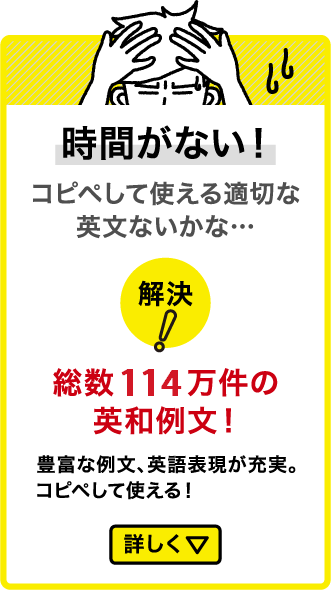 時間がない！
コピペして使える適切な
英文ないかな…
解決
！
総数114万件の
英和例文！
豊富な例文、英語表現が充実。
コピペして使える！
詳しく▽